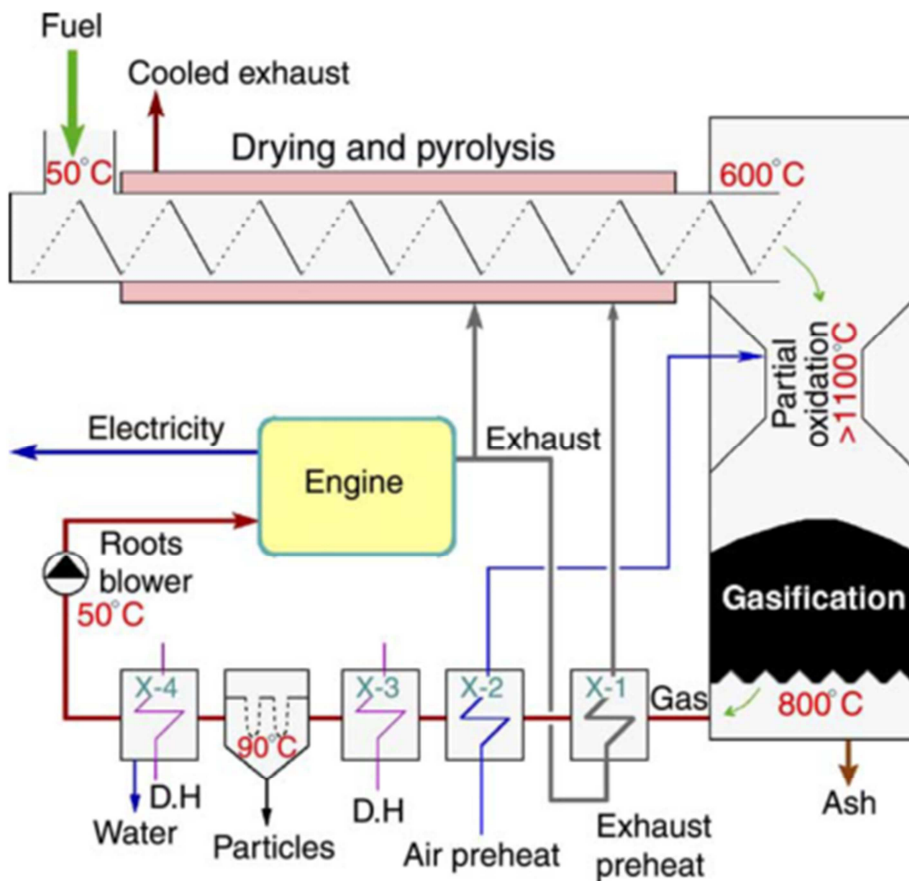 Fuel
Cooled exhaust
Drying and pyrolysis
50°C
600°C
Partial
oxidation
>1100°C
Electricity
Engine
Exhaust
Roots
blower
50°C
Gasification
X-4
X-3
X-2
X-1
Gas
800°C
90°C
D.H
Water
Particles
D.H
Air preheat
Exhaust
preheat
Ash